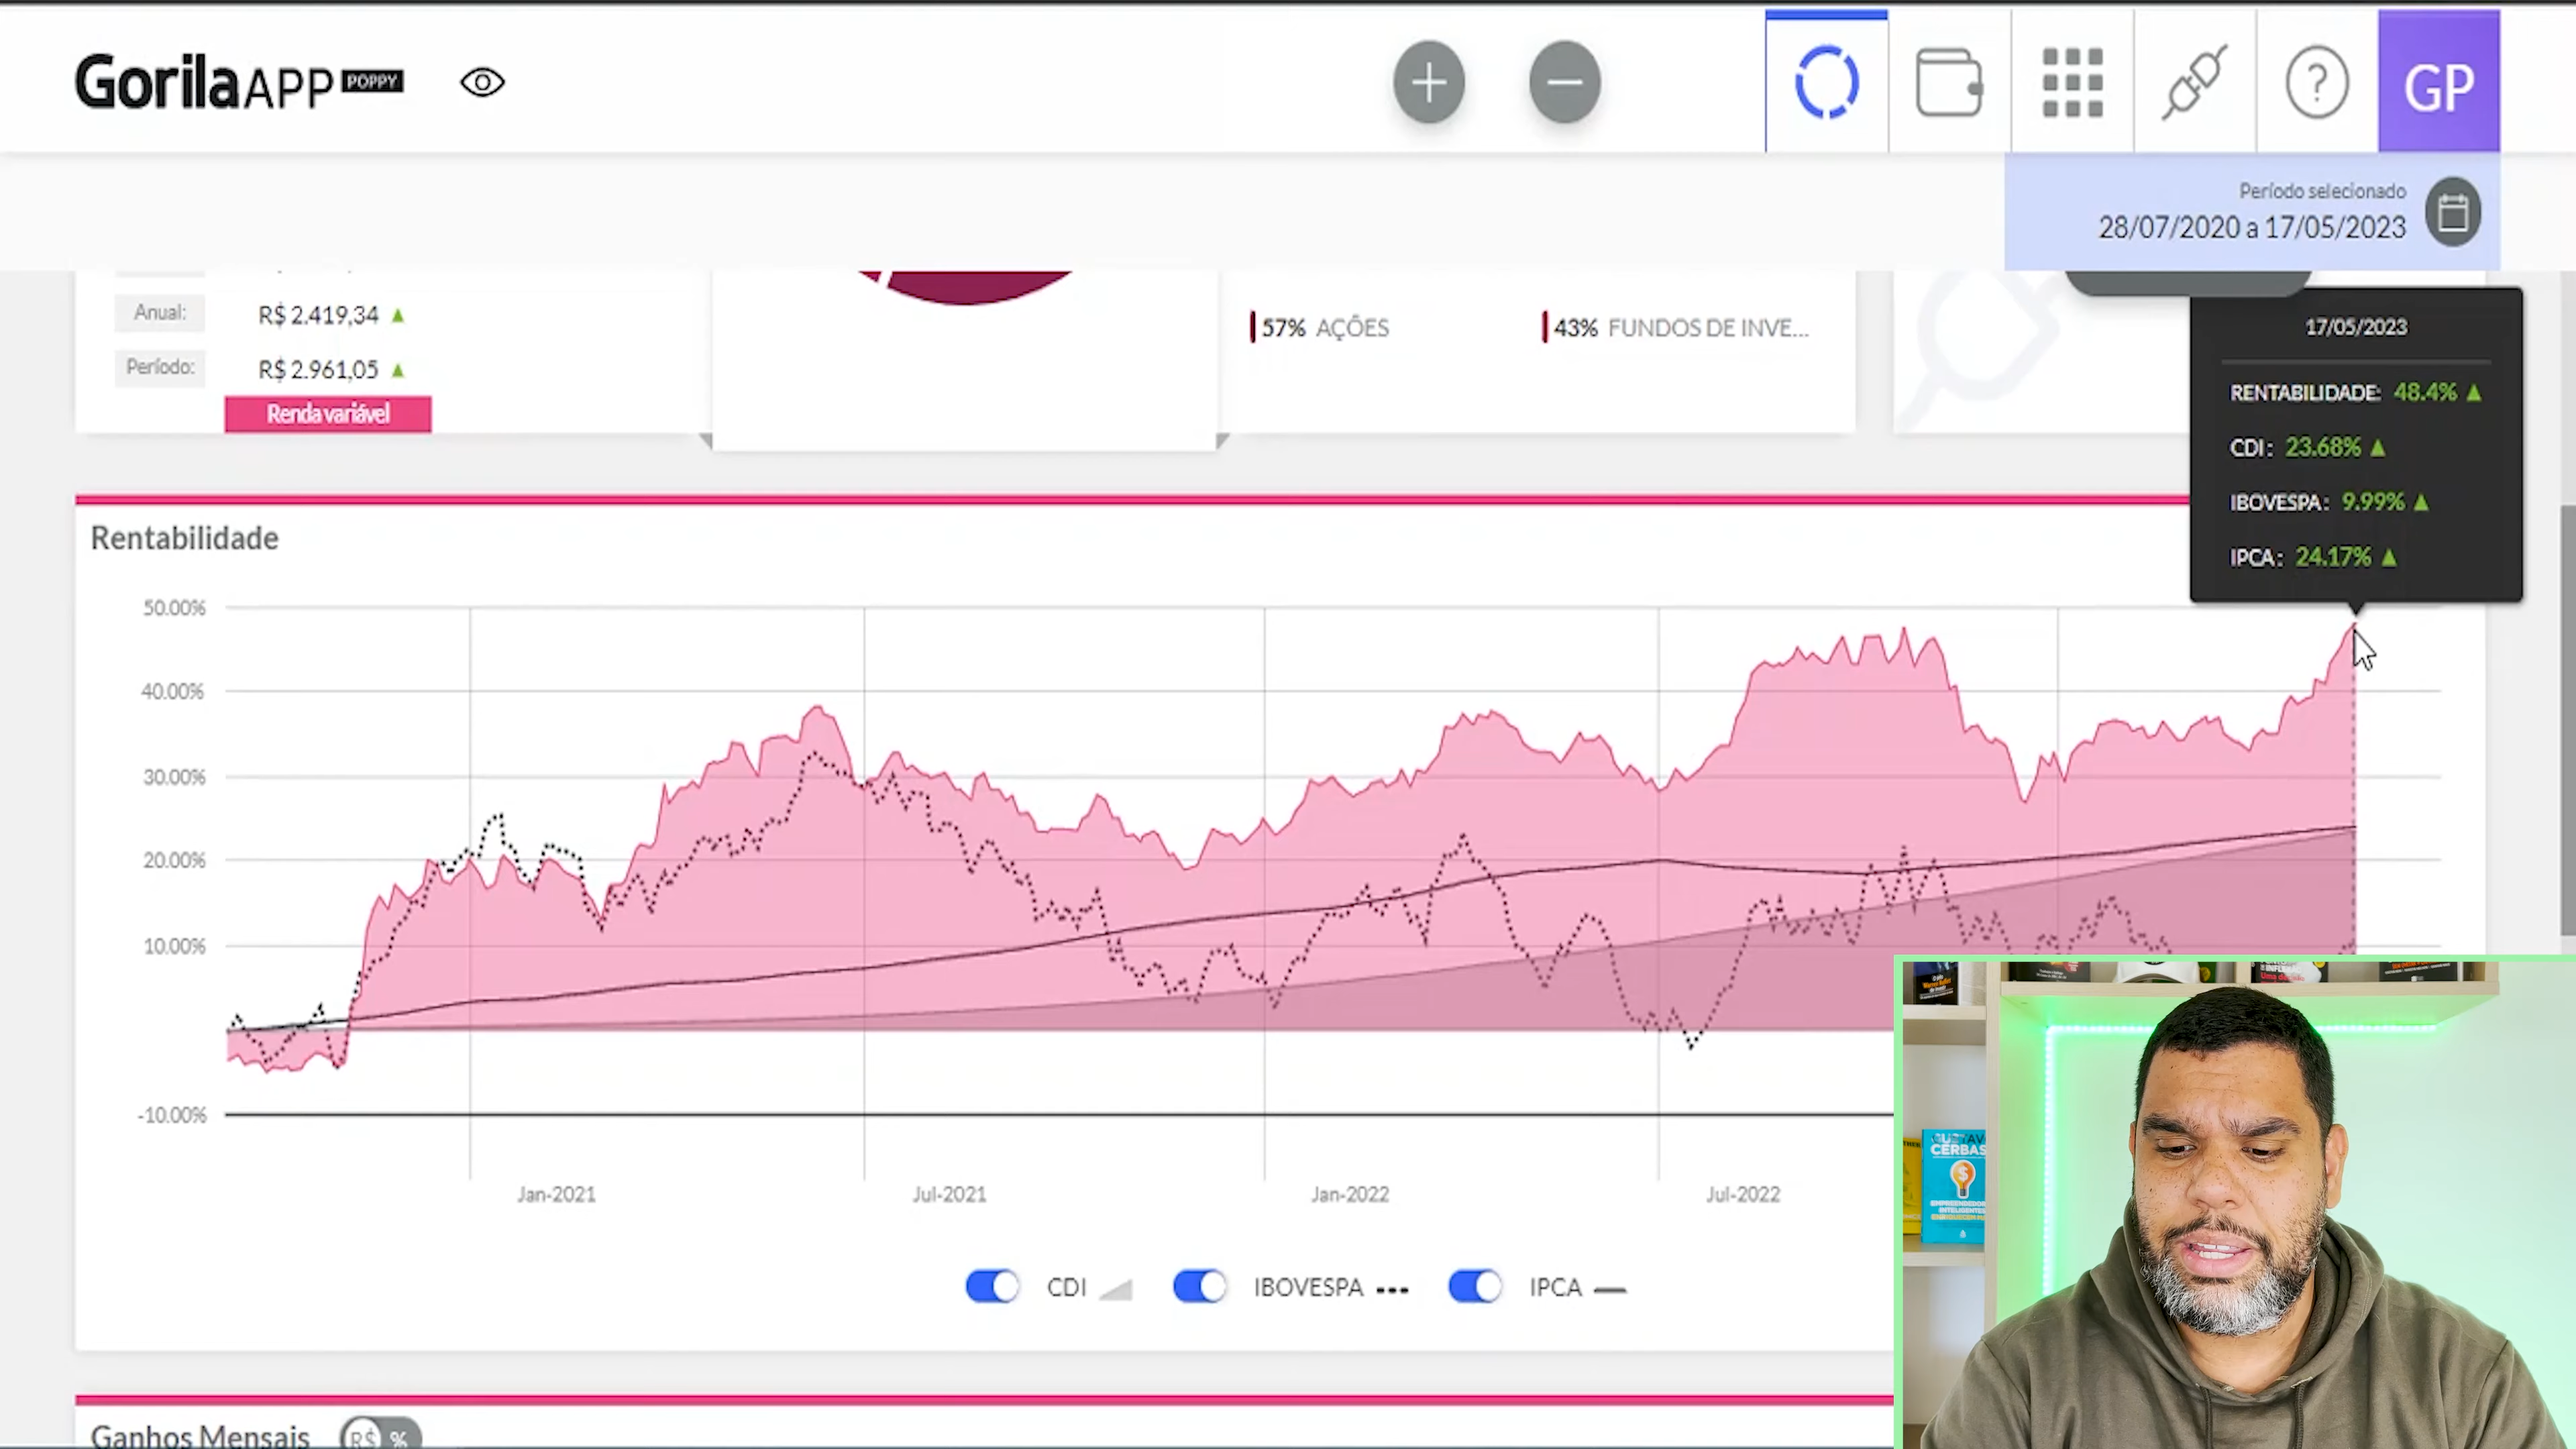 GorilaAPP POPPY
GP
Período selecionado
28/07/2020 a 17/05/2023
Anual: R$ 2.419,34
Período: R$ 2.961,05
Renda variável
57% AÇÕES 43% FUNDOS DE INVE...
17/05/2023
RENTABILIDADE: 48.4%
CDI: 23.68%
IBOVESPA: 9.99%
IPCA: 24.17%
Rentabilidade
50.00%
40.00%
30.00%
20.00%
10.00%
-10.00%
Jan-2021 Jul-2021 Jan-2022 Jul-2022
CDI IBOVESPA IPCA
Ganhos Mensais R$ %
CERBAS